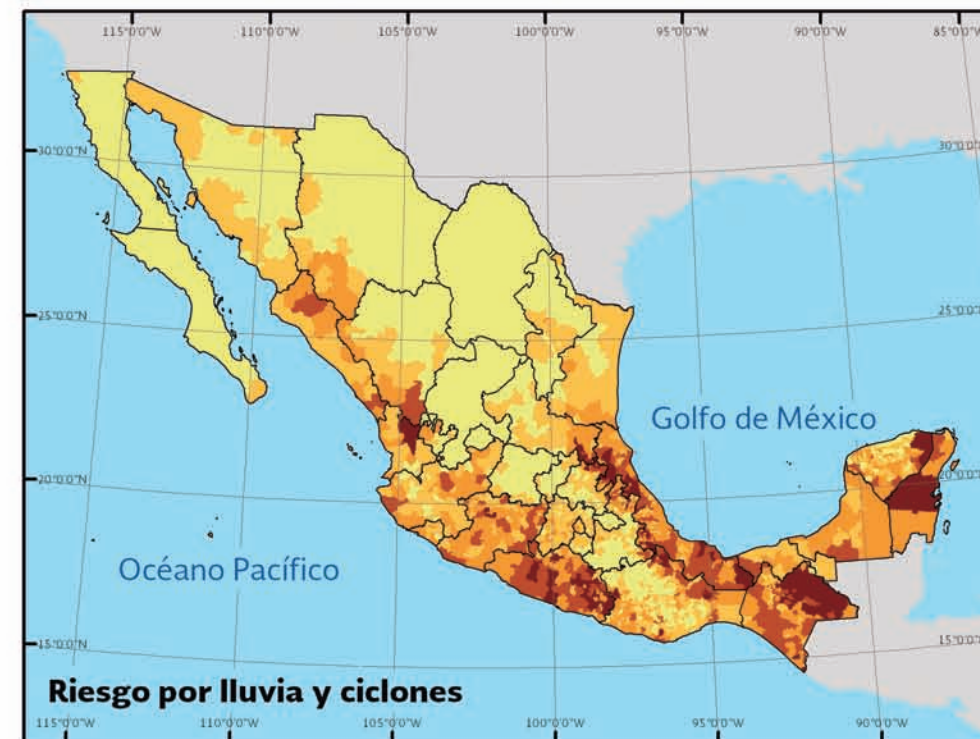 115°0'0"W 110°0'0"W 105°0'0"W 100°0'0"W 95°0'0"W 90°0'0"W 85°0'0"W
30°0'0"N 30°0'0"N
25°0'0"N 25°0'0"N
Golfo de México
20°0'0"N 20°0'0"N
Océano Pacífico
15°0'0"N 15°0'0"N
Riesgo por lluvia y ciclones
115°0'0"W 110°0'0"W 105°0'0"W 100°0'0"W 95°0'0"W 90°0'0"W